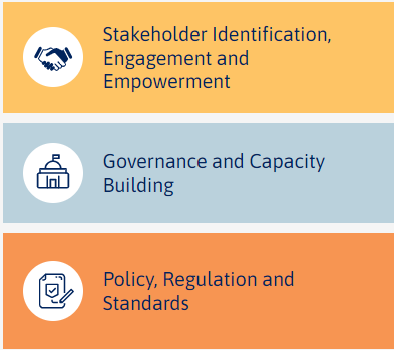 Stakeholder Identification,
Engagement and
Empowerment
Governance and Capacity
Building
Policy, Regulation and
Standards